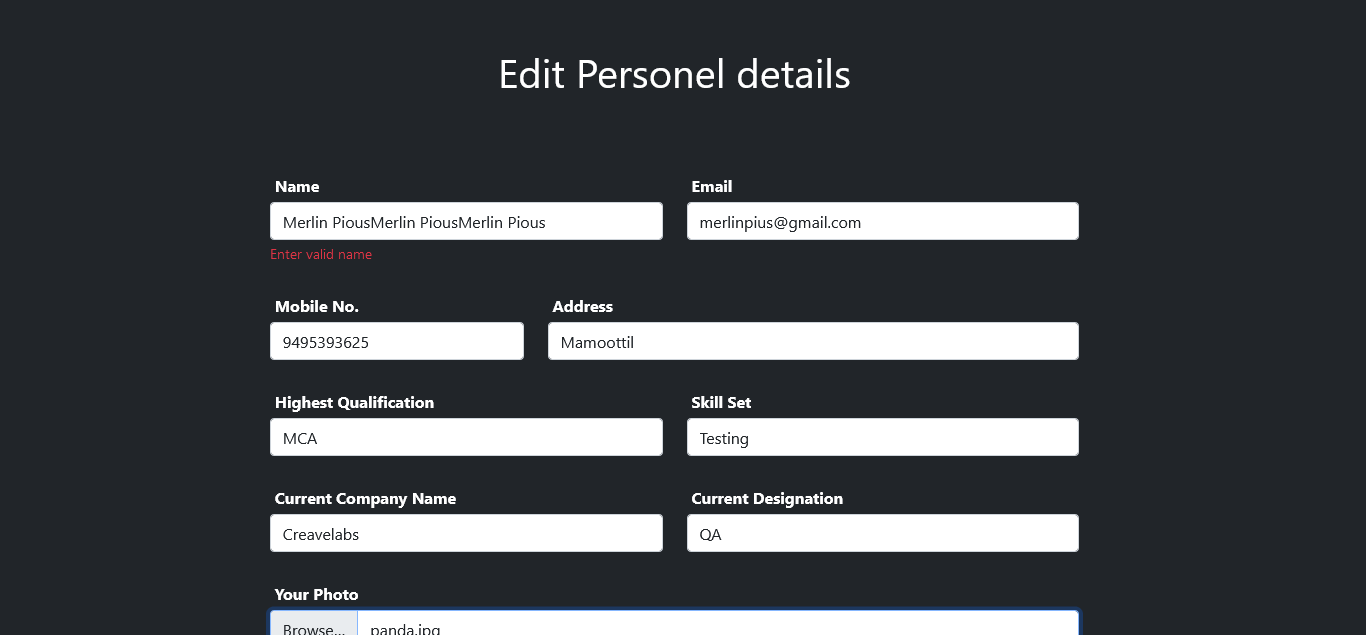 Edit Personel details
Name Email
Merlin PiousMerlin PiousMerlin Pious merlinpius@gmail.com
Enter valid name
Mobile No. Address
9495393625 Mamoottil
Highest Qualification Skill Set
MCA Testing
Current Company Name Current Designation
Creavelabs QA
Your Photo
Browse... panda.jpg